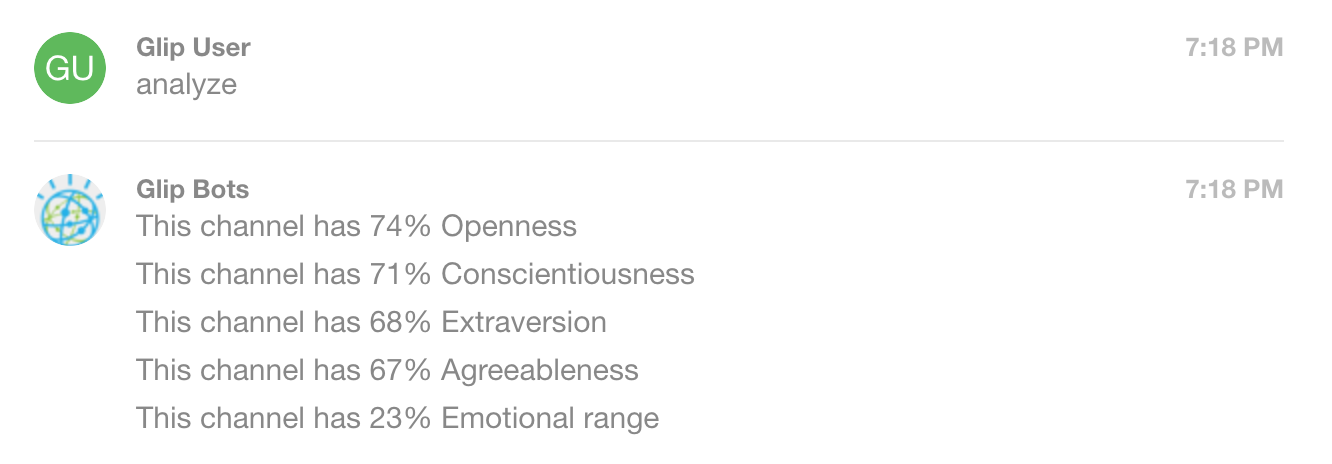 GU
Glip User
7:18 PM
analyze
Glip Bots
7:18 PM
This channel has 74% Openness
This channel has 71% Conscientiousness
This channel has 68% Extraversion
This channel has 67% Agreeableness
This channel has 23% Emotional range